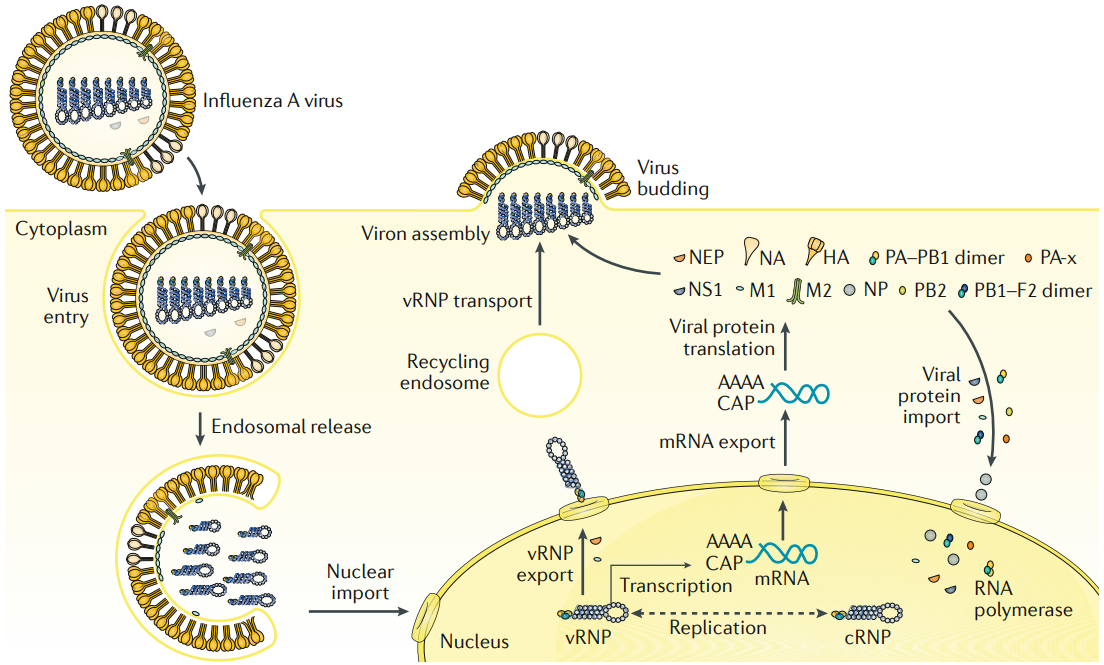 Influenza A virus
Cytoplasm
Virus
entry
Endosomal release
Nuclear
import
Virus
budding
Viron assembly
vRNP transport
Recycling
endosome
NEP
NA
HA
PA–PB1 dimer
PA-x
NS1
M1
M2
NP
PB2
PB1–F2 dimer
Viral protein
translation
AAAA
CAP
mRNA export
Viral
protein
import
vRNP
export
Transcription
AAAA
CAP
mRNA
RNA
polymerase
Nucleus
vRNP
Replication
cRNP